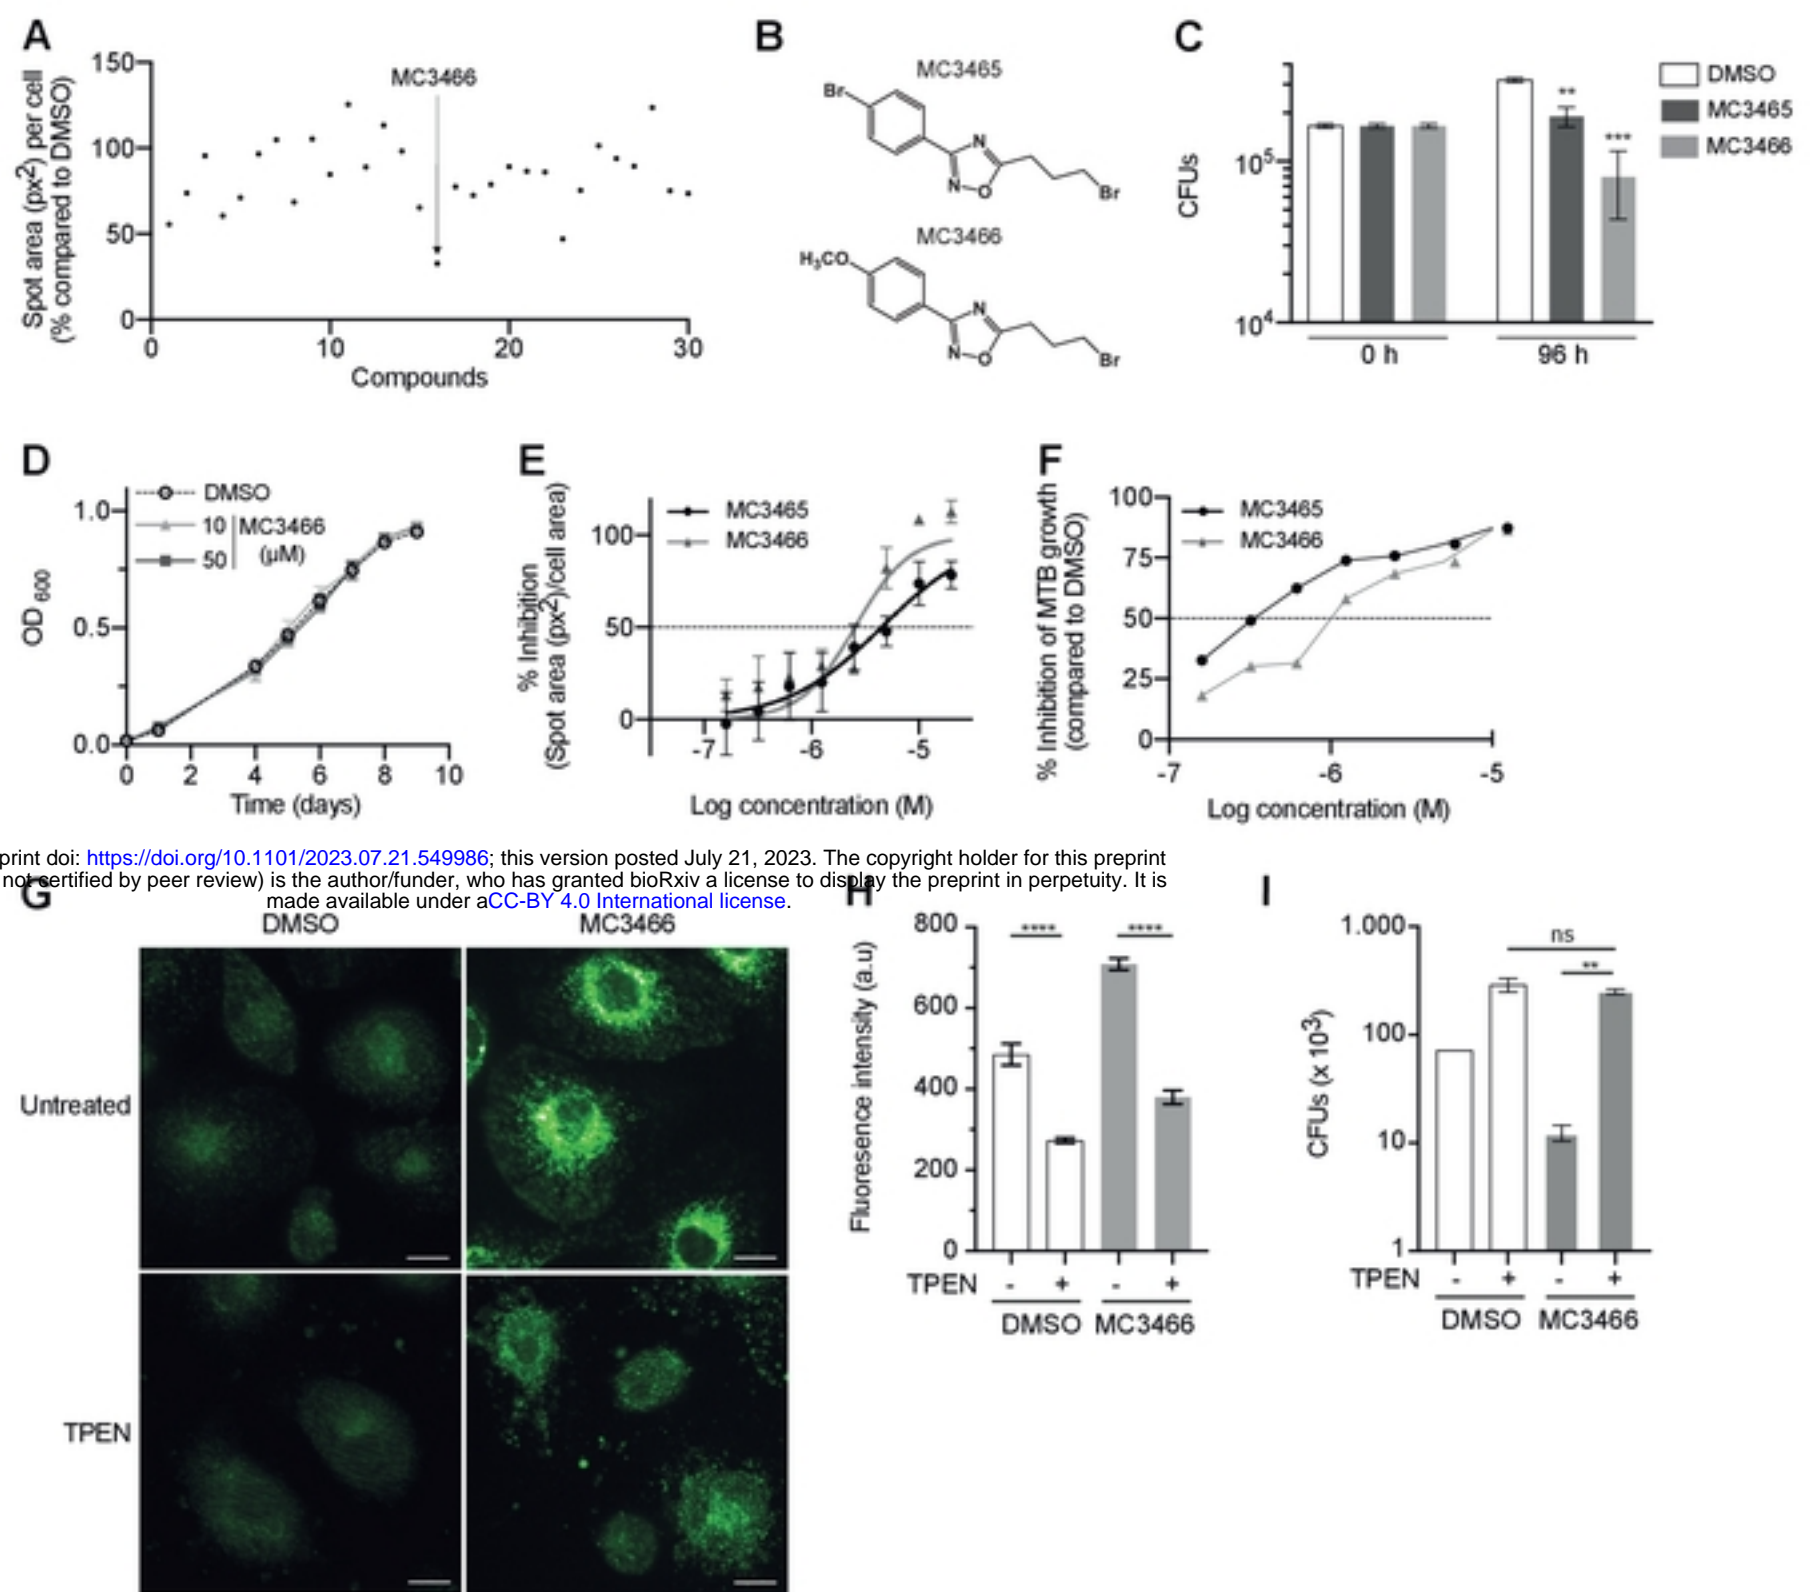 A
Spot area (px²) per cell
(% compared to DMSO)
150
100
50
0
MC3466
0 10 20 30
Compounds
B
MC3465
Br
N
N
O
Br
MC3466
H₃CO
N
N
O
Br
C
CFUs
10⁵
10⁴
**
***
0 h 96 h
DMSO
MC3465
MC3466
D
OD₆₀₀
1.0
0.5
0.0
DMSO
10
50
MC3466
(µM)
0 2 4 6 8 10
Time (days)
E
% Inhibition
(Spot area (px²)/cell area)
100
50
0
MC3465
MC3466
-7 -6 -5
Log concentration (M)
F
% Inhibition of MTB growth
(compared to DMSO)
100
75
50
25
0
MC3465
MC3466
-7 -6 -5
Log concentration (M)
print doi: https://doi.org/10.1101/2023.07.21.549986; this version posted July 21, 2023. The copyright holder for this preprint
not certified by peer review) is the author/funder, who has granted bioRxiv a license to display the preprint in perpetuity. It is
made available under aCC-BY 4.0 International license.
G
DMSO MC3466
Untreated
TPEN
H
Fluoresence intensity (a.u)
800
600
400
200
0
**** ****
TPEN - + - +
DMSO MC3466
I
CFUs (x 10³)
1.000
100
10
1
ns
**
TPEN - + - +
DMSO MC3466